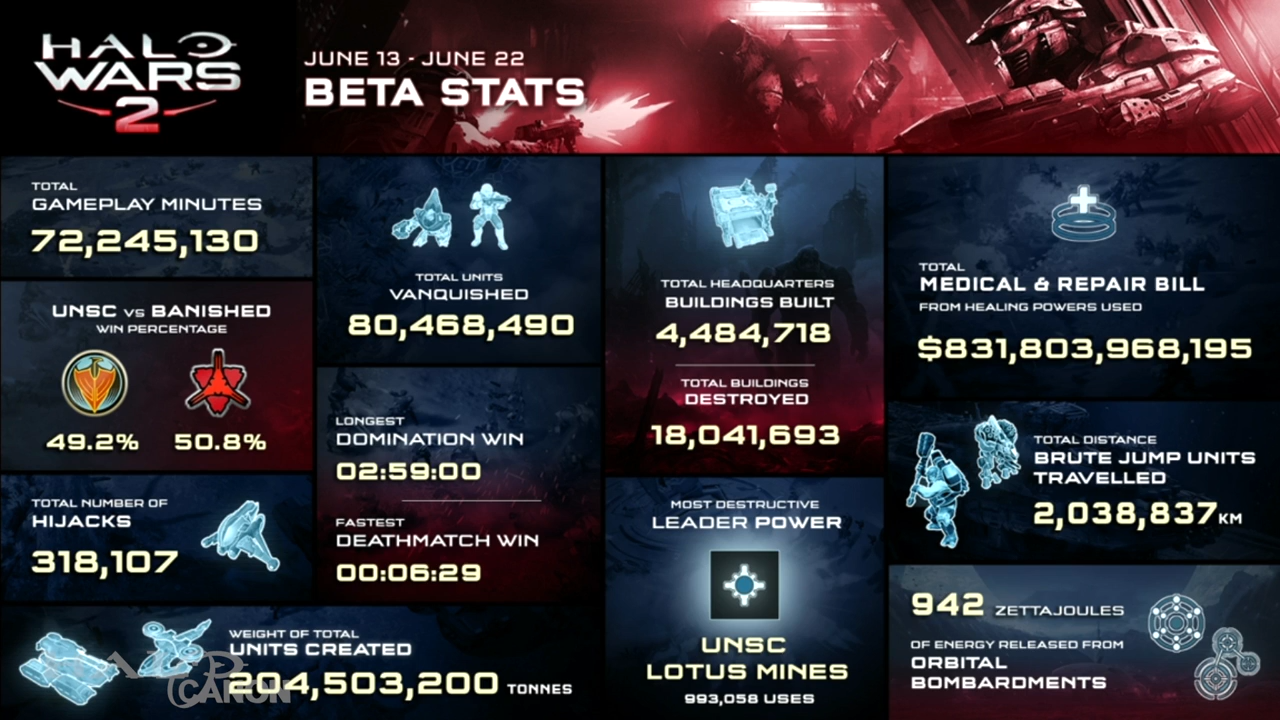 HALO
WARS
2
JUNE 13 - JUNE 22
BETA STATS
TOTAL
GAMEPLAY MINUTES
72,245,130
UNSC VS BANISHED
WIN PERCENTAGE
49.2% 50.8%
TOTAL NUMBER OF
HIJACKS
318,107
WEIGHT OF TOTAL
UNITS CREATED
204,503,200 TONNES
HALO
CANON
TOTAL UNITS
VANQUISHED
80,468,490
LONGEST
DOMINATION WIN
02:59:00
FASTEST
DEATHMATCH WIN
00:06:29
TOTAL HEADQUARTERS
BUILDINGS BUILT
4,484,718
TOTAL BUILDINGS
DESTROYED
18,041,693
MOST DESTRUCTIVE
LEADER POWER
UNSC
LOTUS MINES
993,058 USES
TOTAL
MEDICAL & REPAIR BILL
FROM HEALING POWERS USED
$831,803,968,195
TOTAL DISTANCE
BRUTE JUMP UNITS
TRAVELLED
2,038,837KM
942 ZETTAJOULES
OF ENERGY RELEASED FROM
ORBITAL
BOMBARDMENTS